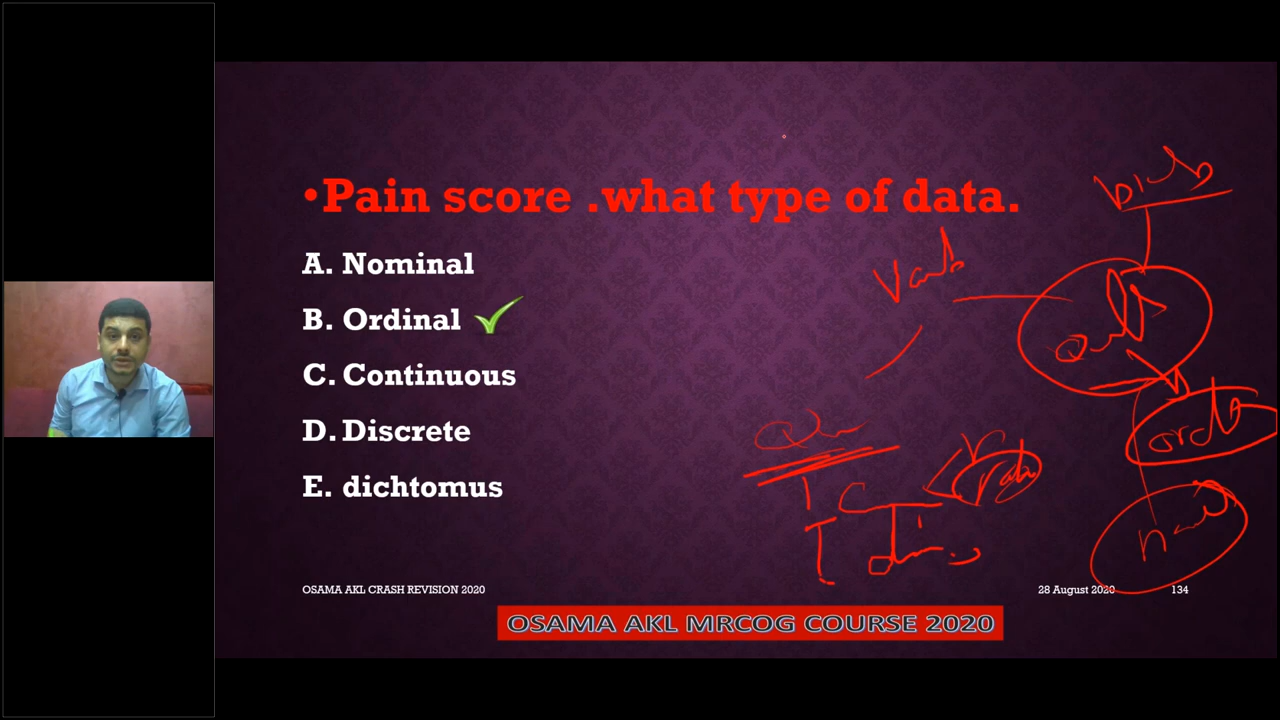 •Pain score .what type of data.
A. Nominal
B. Ordinal
C. Continuous
D. Discrete
E. dichtomus
OSAMA AKL CRASH REVISION 2020
28 August 2020
134
OSAMA AKL MRCOG COURSE 2020